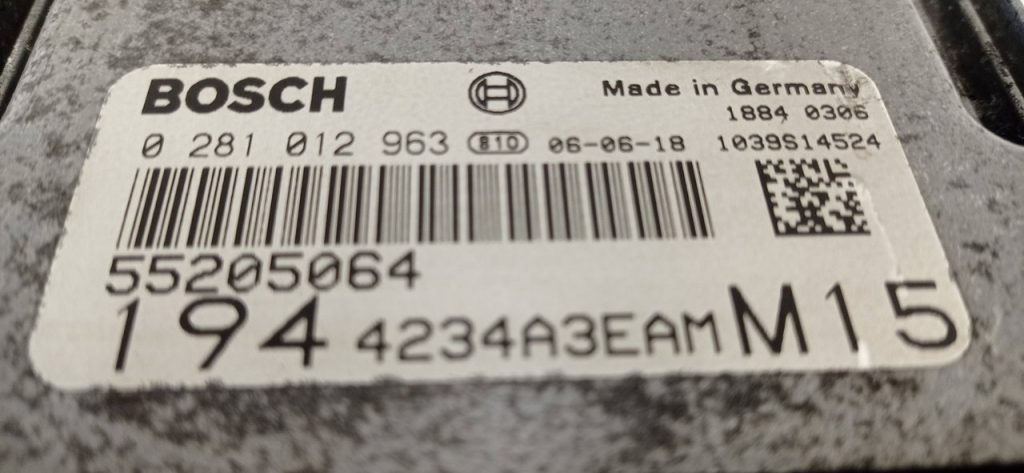 BOSCH
Made in Germany
1884 0306
0 281 012 963 810 06-06-18 1039S14524
55205064
194 4234A3EAM M15